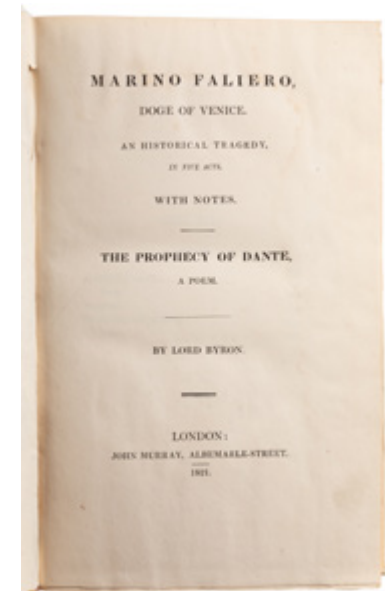 MARINO FALIERO,
DOGE OF VENICE.
AN HISTORICAL TRAGEDY,
IN FIVE ACTS.
WITH NOTES.
THE PROPHECY OF DANTE,
A POEM.
BY LORD BYRON.
LONDON:
JOHN MURRAY, ALBEMARLE-STREET.
1821.